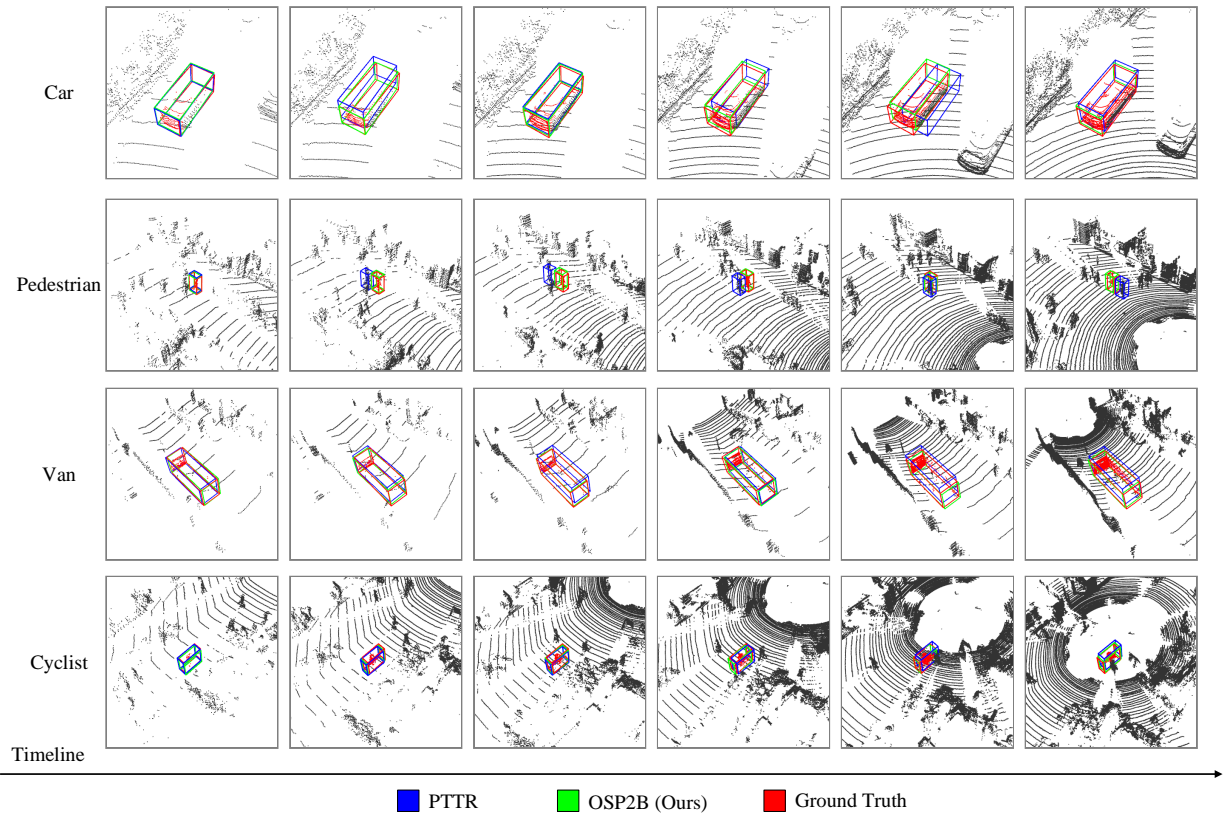 Car
Pedestrian
Van
Cyclist
Timeline
PTTR
OSP2B (Ours)
Ground Truth